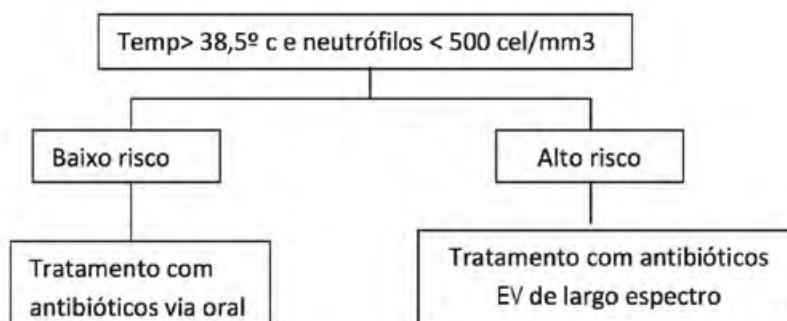 Temp> 38,5º c e neutrófilos < 500 cel/mm3
Baixo risco
Alto risco
Tratamento com
antibióticos via oral
Tratamento com antibióticos
EV de largo espectro